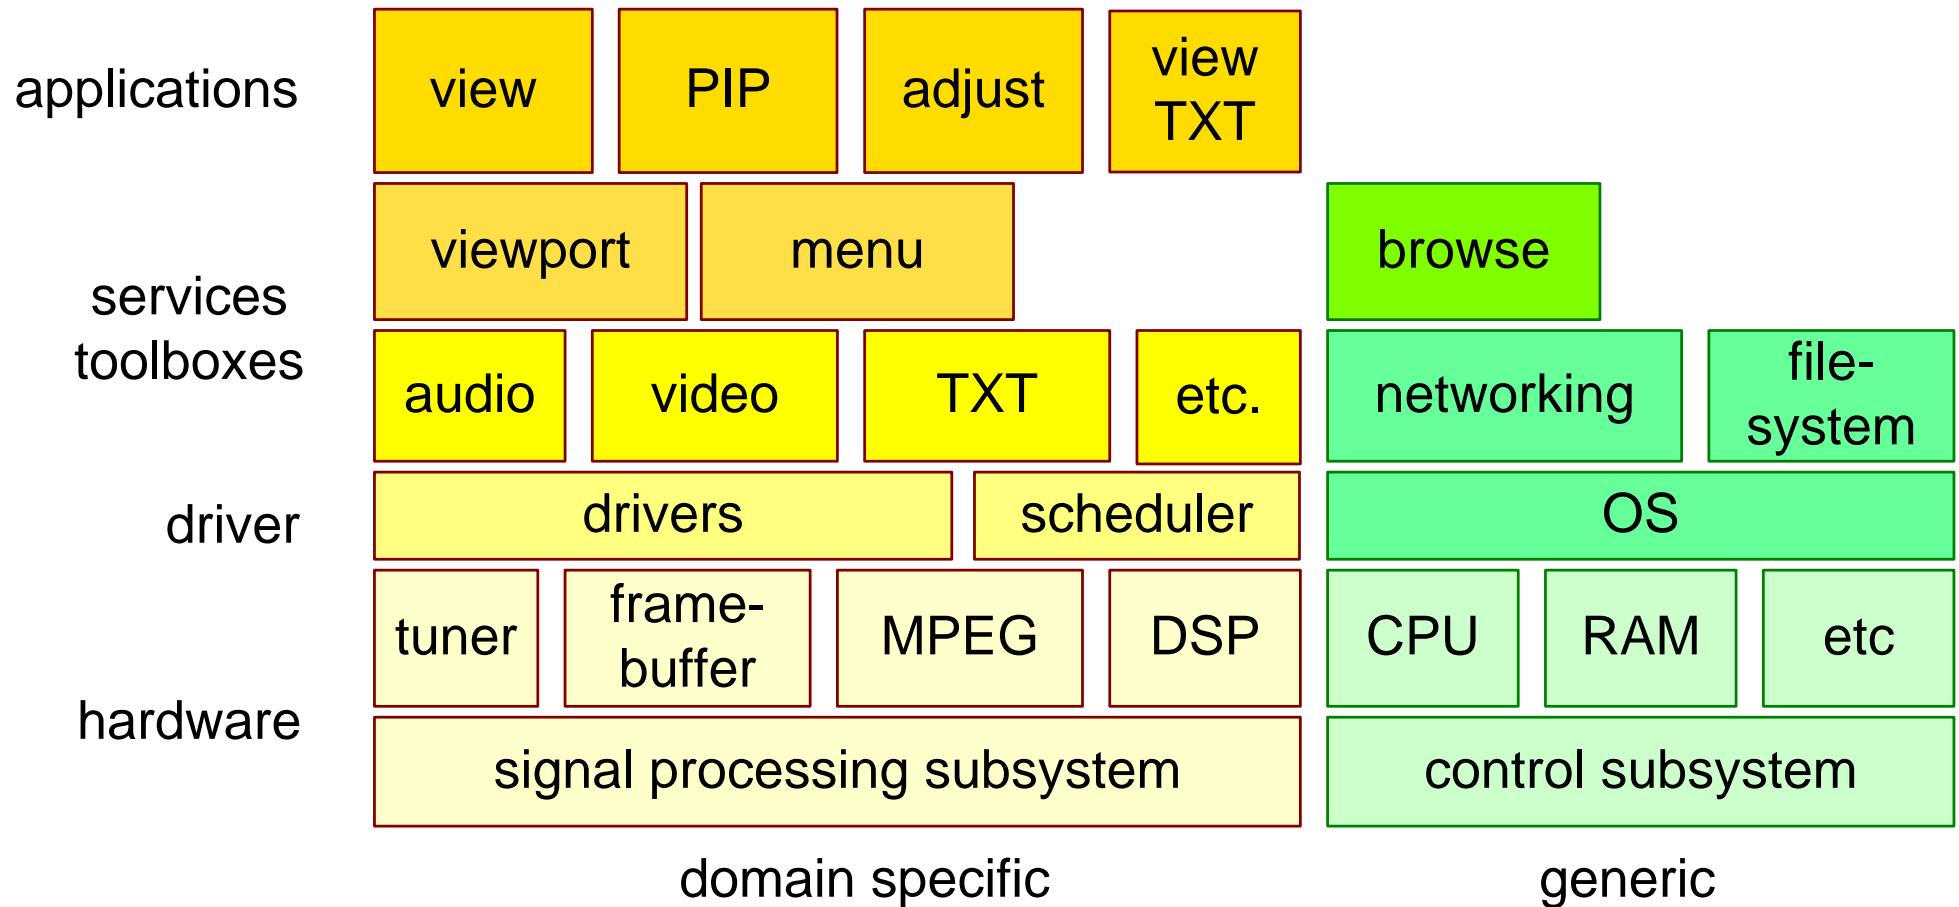 applications
view
PIP
adjust
view
TXT
services
toolboxes
viewport
menu
browse
audio
video
TXT
etc.
networking
file-
system
driver
drivers
scheduler
OS
hardware
tuner
frame-
buffer
MPEG
DSP
CPU
RAM
etc
signal processing subsystem
control subsystem
domain specific
generic